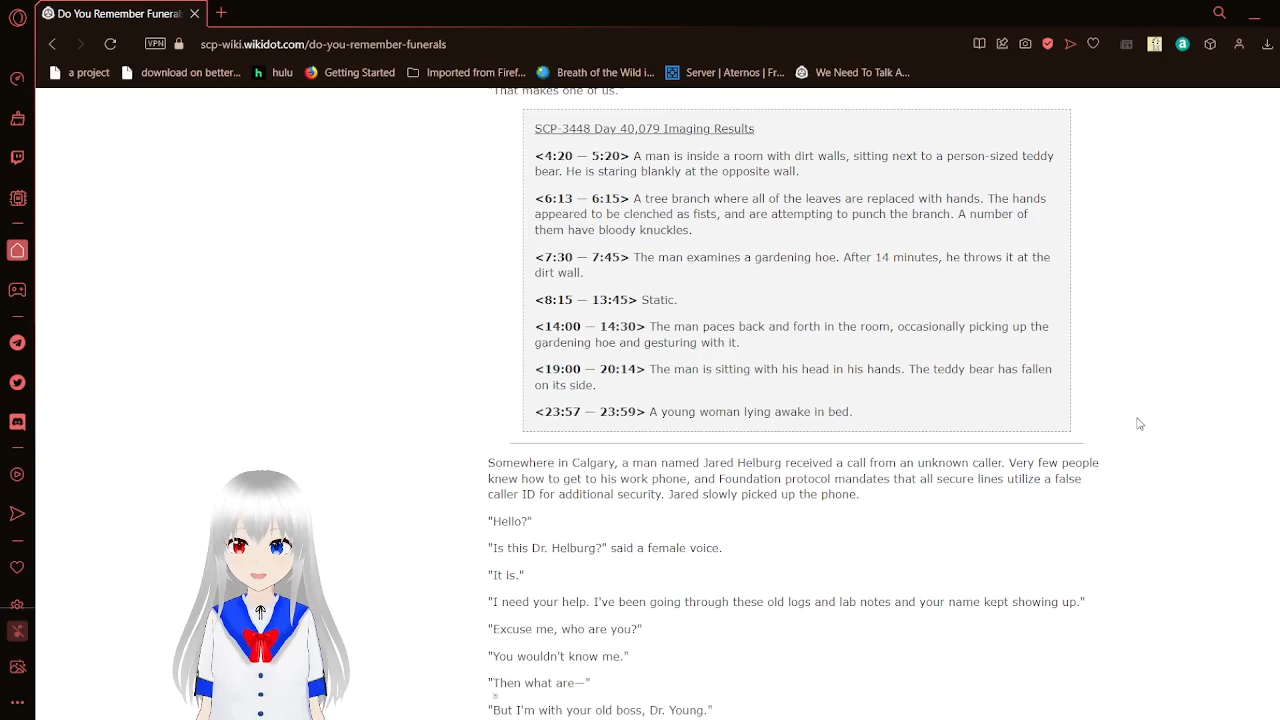 Do You Remember Funerals
scp-wiki.wikidot.com/do-you-remember-funerals
VPN
a project
download on better...
hulu
Getting Started
Imported from Firef...
Breath of the Wild i...
Server | Aternos | Fr...
We Need To Talk A...
"That makes one of us."
SCP-3448 Day 40,079 Imaging Results
<4:20 — 5:20> A man is inside a room with dirt walls, sitting next to a person-sized teddy
bear. He is staring blankly at the opposite wall.
<6:13 — 6:15> A tree branch where all of the leaves are replaced with hands. The hands
appeared to be clenched as fists, and are attempting to punch the branch. A number of
them have bloody knuckles.
<7:30 — 7:45> The man examines a gardening hoe. After 14 minutes, he throws it at the
dirt wall.
<8:15 — 13:45> Static.
<14:00 — 14:30> The man paces back and forth in the room, occasionally picking up the
gardening hoe and gesturing with it.
<19:00 — 20:14> The man is sitting with his head in his hands. The teddy bear has fallen
on its side.
<23:57 — 23:59> A young woman lying awake in bed.
Somewhere in Calgary, a man named Jared Helburg received a call from an unknown caller. Very few people
knew how to get to his work phone, and Foundation protocol mandates that all secure lines utilize a false
caller ID for additional security. Jared slowly picked up the phone.
"Hello?"
"Is this Dr. Helburg?" said a female voice.
"It is."
"I need your help. I've been going through these old logs and lab notes and your name kept showing up."
"Excuse me, who are you?"
"You wouldn't know me."
"Then what are—"
"But I'm with your old boss, Dr. Young."